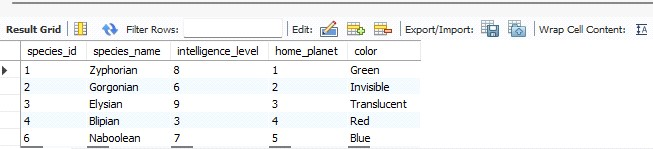 Result Grid Filter Rows: Edit: Export/Import: Wrap Cell Content: IA
species_id species_name intelligence_level home_planet color
1 Zyphorian 8 1 Green
2 Gorgonian 6 2 Invisible
3 Elysian 9 3 Translucent
4 Blipian 3 4 Red
6 Naboolean 7 5 Blue